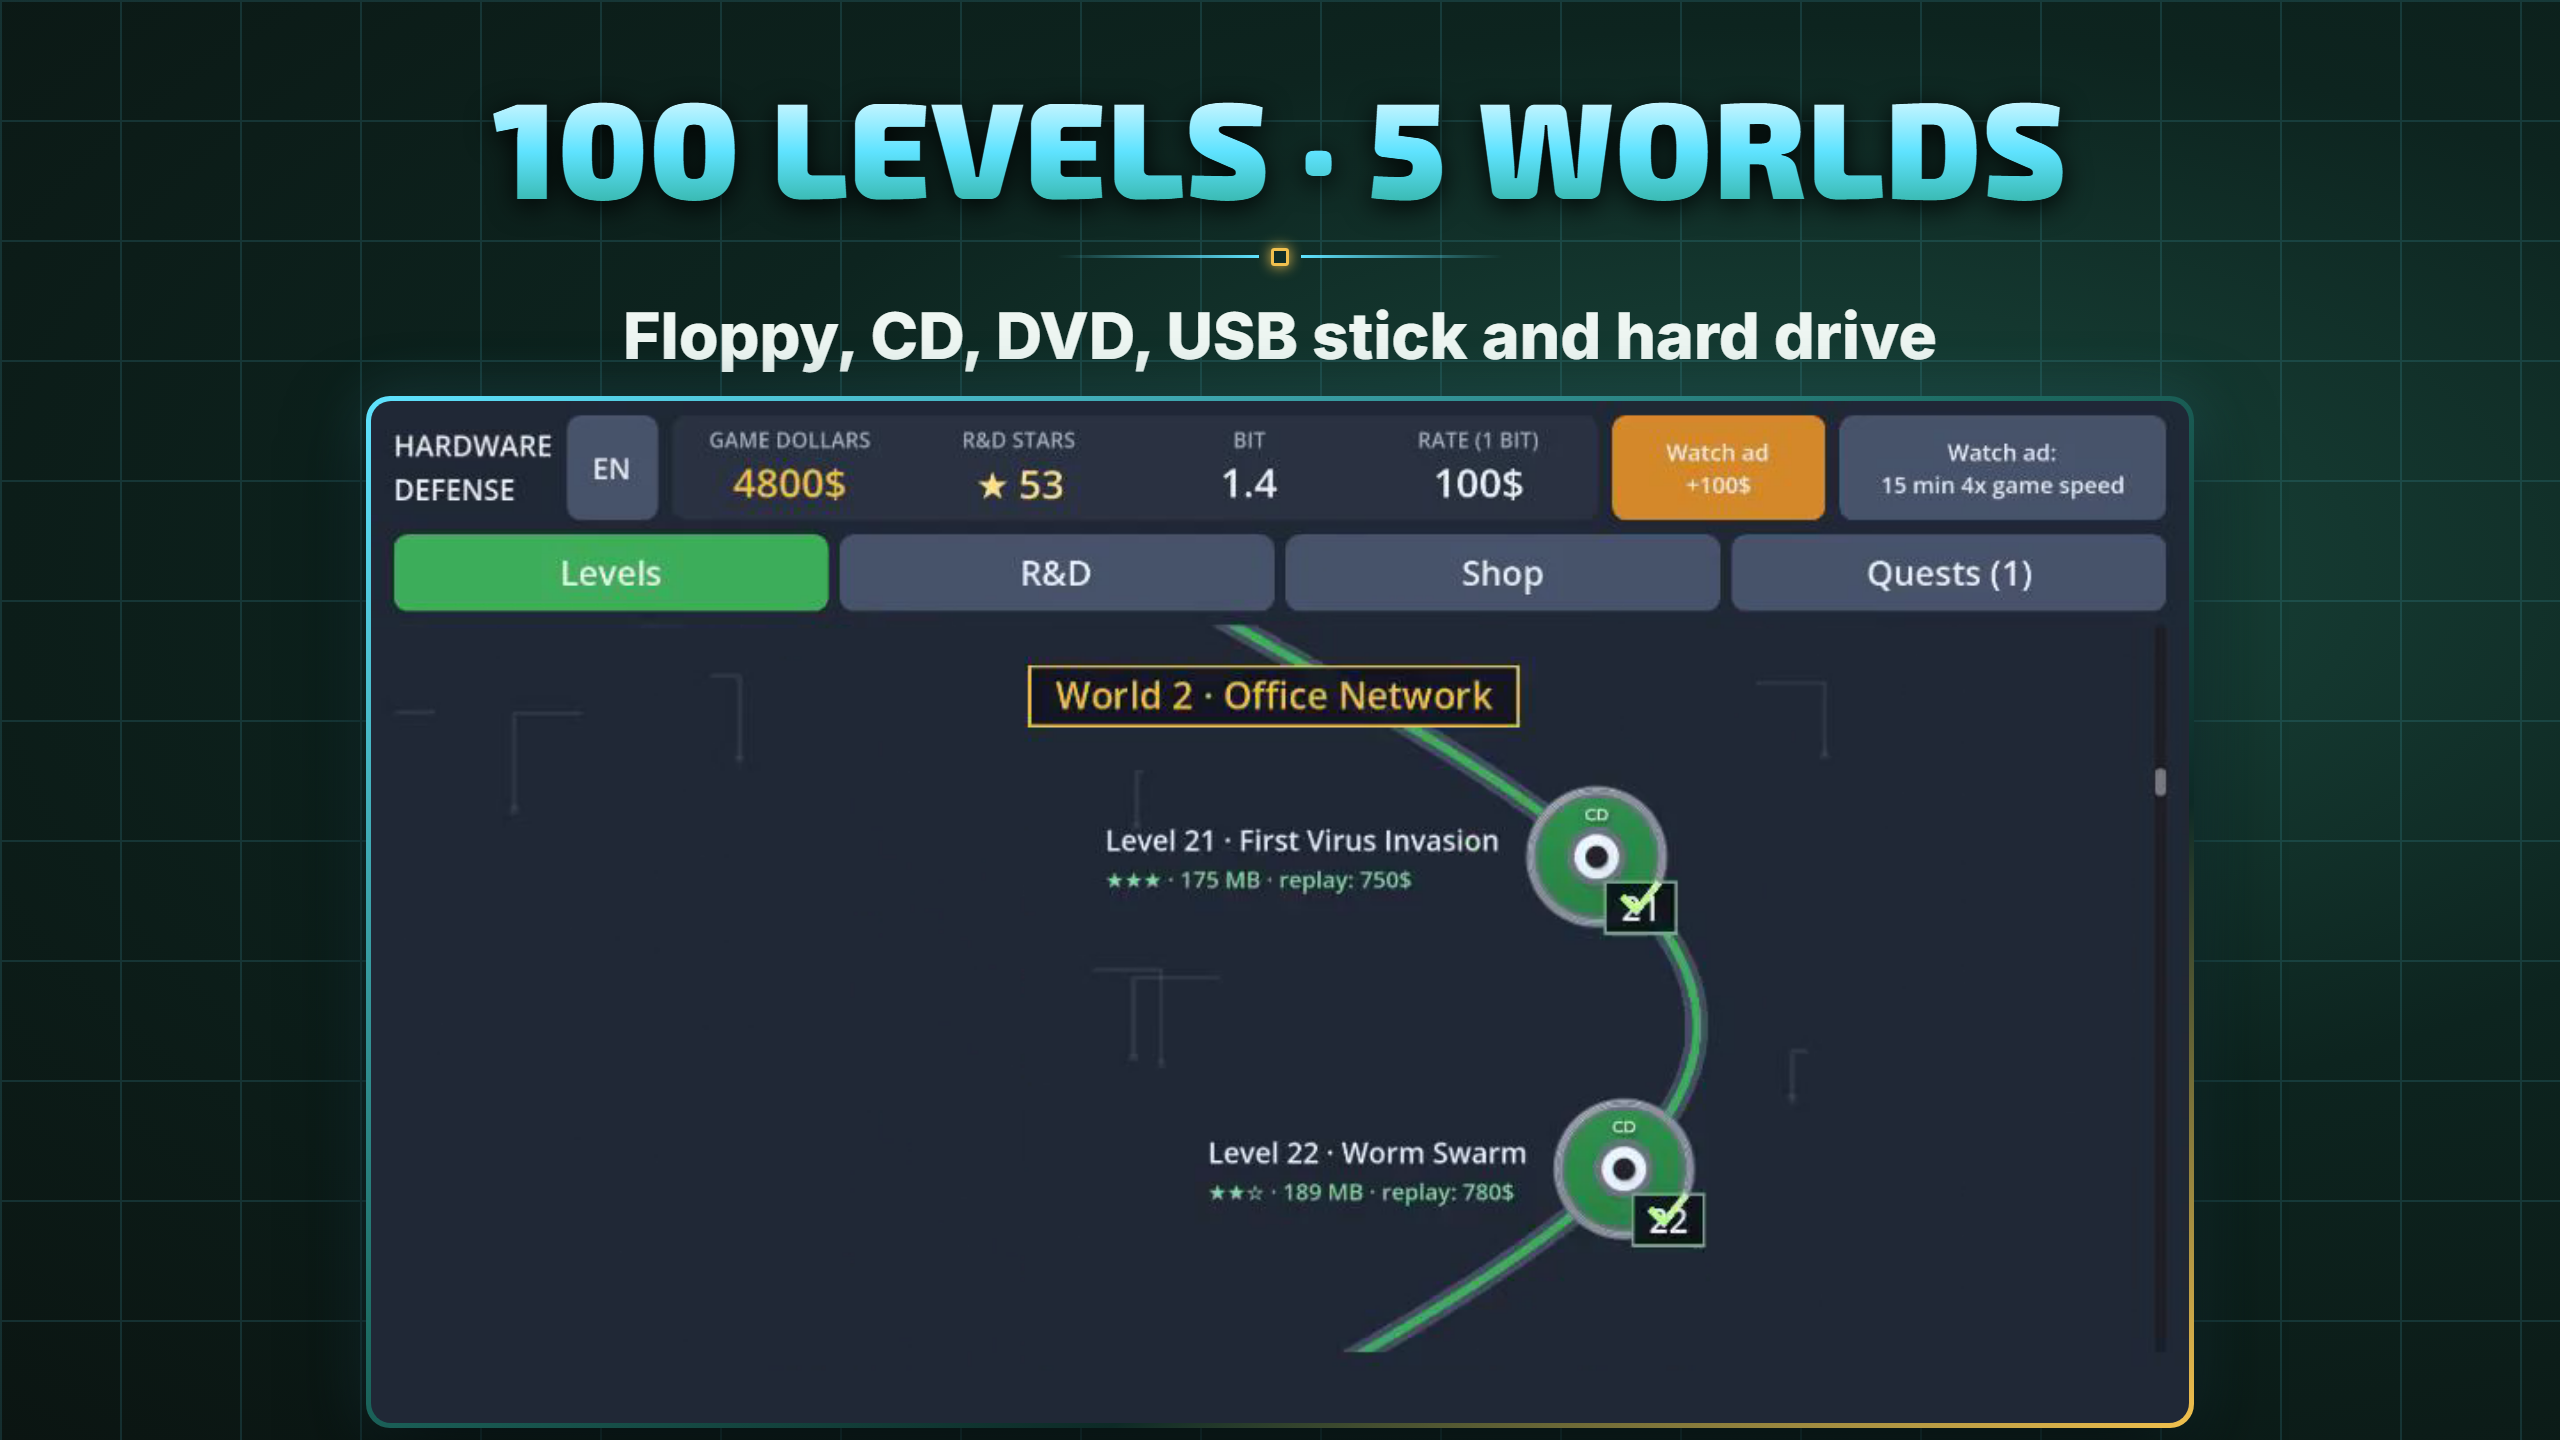 100 LEVELS · 5 WORLDS
Floppy, CD, DVD, USB stick and hard drive
HARDWARE
DEFENSE
EN
GAME DOLLARS
4800$
R&D STARS
★ 53
BIT
1.4
RATE (1 BIT)
100$
Watch ad
+100$
Watch ad:
15 min 4x game speed
Levels
R&D
Shop
Quests (1)
World 2 · Office Network
CD
Level 21 · First Virus Invasion
★★★ · 175 MB · replay: 750$
21
CD
Level 22 · Worm Swarm
★★☆ · 189 MB · replay: 780$
22